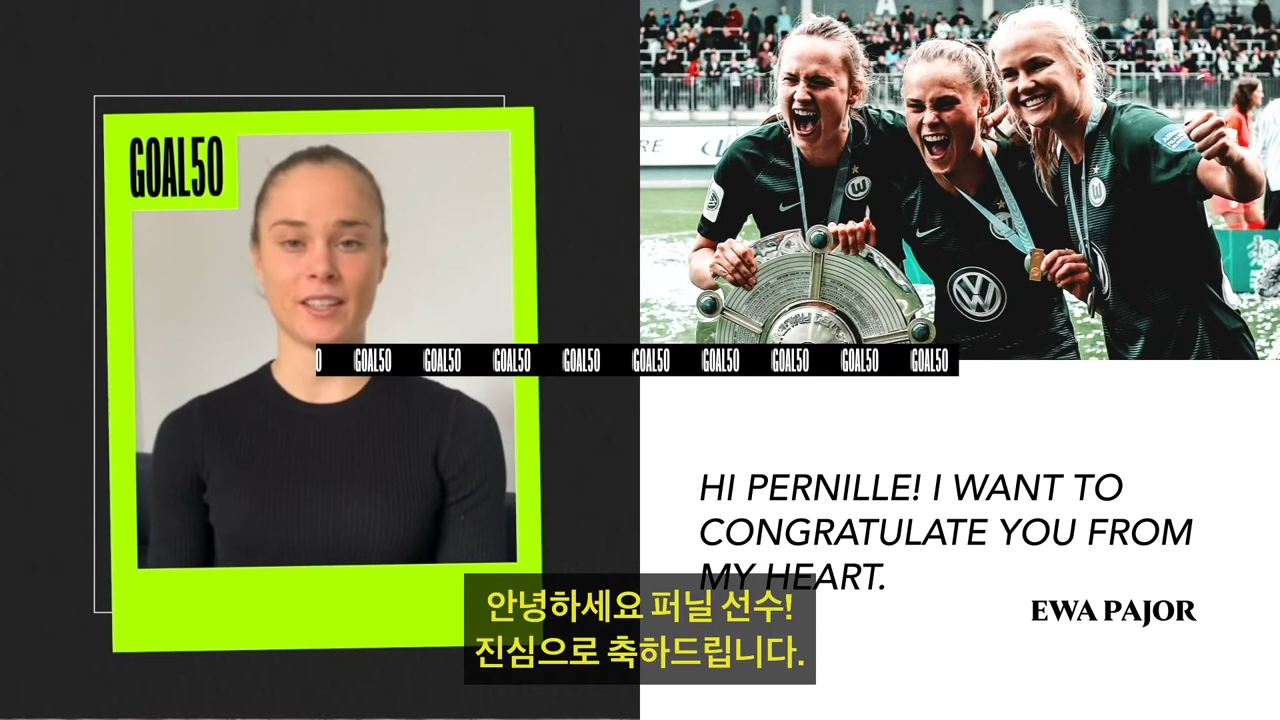 GOAL50
GOAL50 GOAL50 GOAL50 GOAL50 GOAL50 GOAL50 GOAL50 GOAL50 GOAL50
HI PERNILLE! I WANT TO
CONGRATULATE YOU FROM
MY HEART.
EWA PAJOR
안녕하세요 퍼닐 선수!
진심으로 축하드립니다.